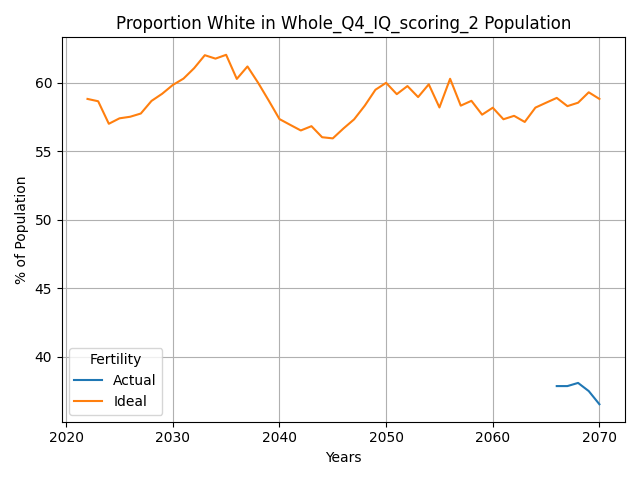 Proportion White in Whole_Q4_IQ_scoring_2 Population
% of Population
60
55
50
45
40
Fertility
Actual
Ideal
2020 2030 2040 2050 2060 2070
Years